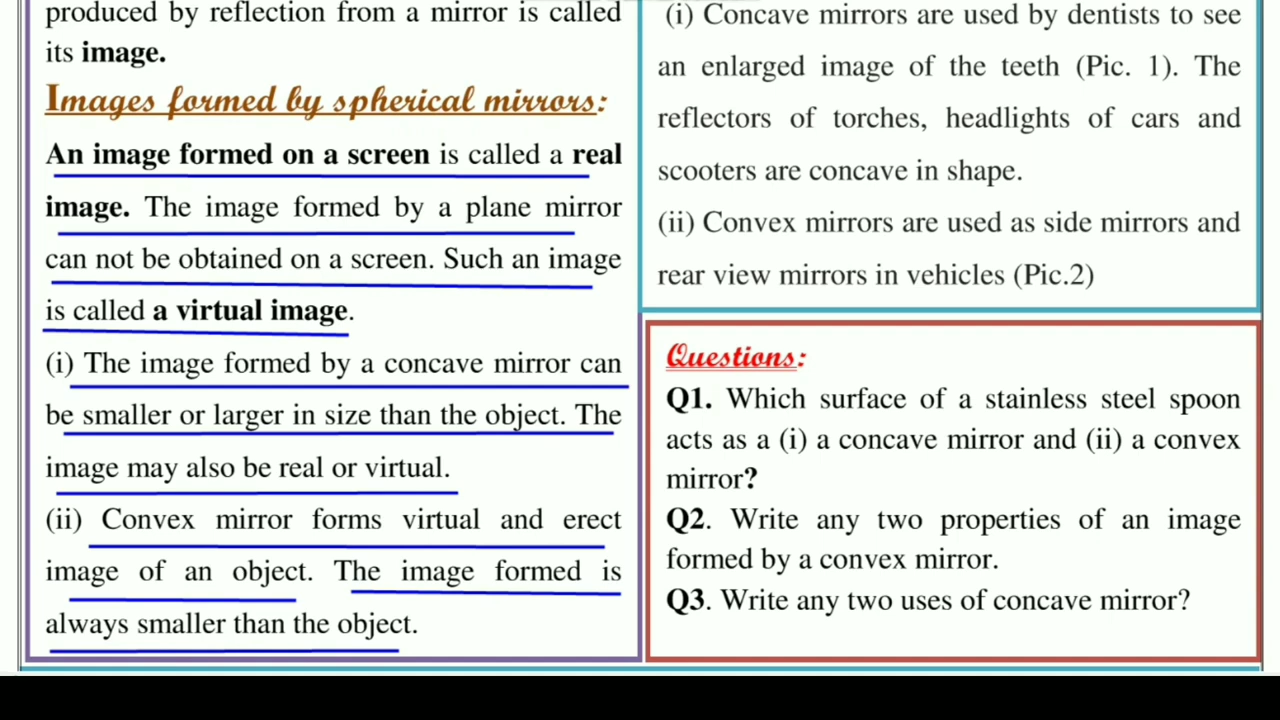 produced by reflection from a mirror is called
its image.
Images formed by spherical mirrors:
An image formed on a screen is called a real
image. The image formed by a plane mirror
can not be obtained on a screen. Such an image
is called a virtual image.
(i) The image formed by a concave mirror can
be smaller or larger in size than the object. The
image may also be real or virtual.
(ii) Convex mirror forms virtual and erect
image of an object. The image formed is
always smaller than the object.
(i) Concave mirrors are used by dentists to see
an enlarged image of the teeth (Pic. 1). The
reflectors of torches, headlights of cars and
scooters are concave in shape.
(ii) Convex mirrors are used as side mirrors and
rear view mirrors in vehicles (Pic.2)
Questions:
Q1. Which surface of a stainless steel spoon
acts as a (i) a concave mirror and (ii) a convex
mirror?
Q2. Write any two properties of an image
formed by a convex mirror.
Q3. Write any two uses of concave mirror?